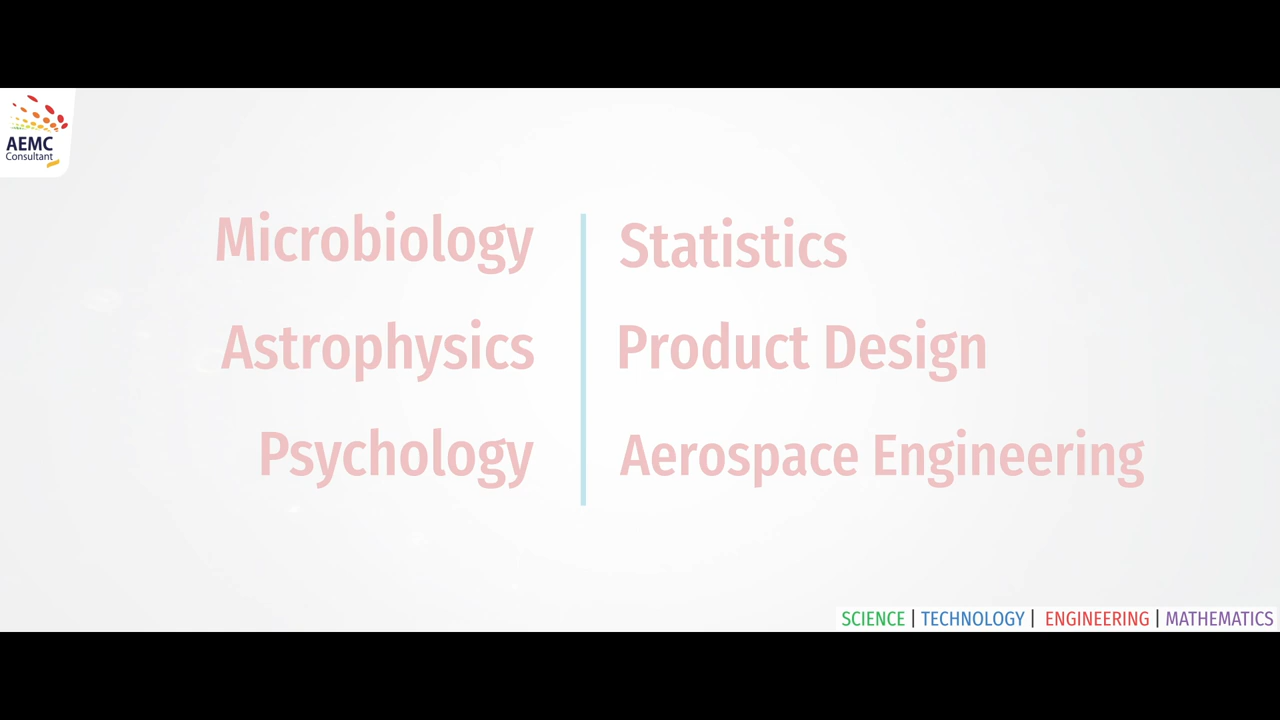 AEMC
Consultant
Microbiology
Astrophysics
Psychology
Statistics
Product Design
Aerospace Engineering
SCIENCE | TECHNOLOGY | ENGINEERING | MATHEMATICS